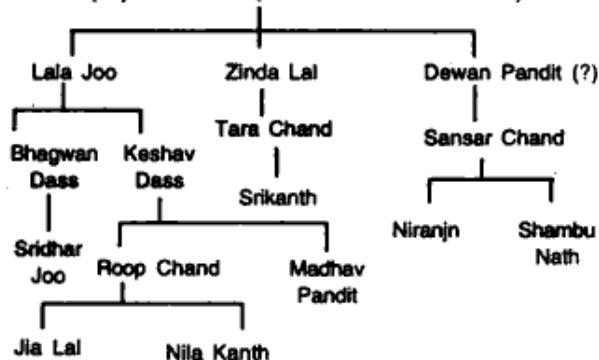 Lala Joo Zinda Lal Dewan Pandit (?)
Tara Chand
Sansar Chand
Bhagwan Keshav
Dass Dass
Srikanth
Niranjn Shambu
Nath
Sridhar
Joo
Roop Chand Madhav
Pandit
Jia Lal Nila Kanth